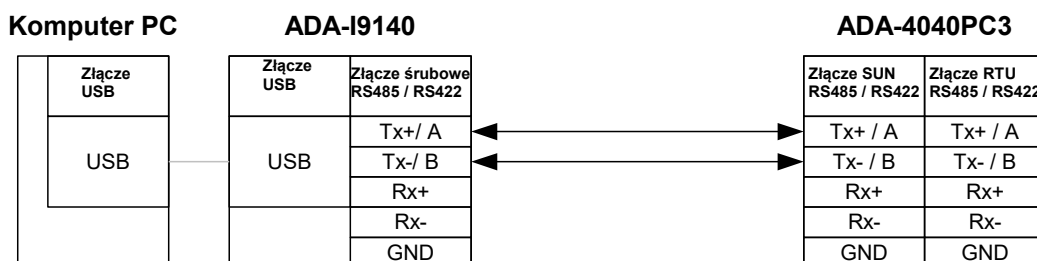 Komputer PC
ADA-I9140
ADA-4040PC3
Złącze
USB
Złącze
USB
Złącze śrubowe
RS485 / RS422
Złącze SUN
RS485 / RS422
Złącze RTU
RS485 / RS422
USB
USB
Tx+/ A
Tx-/ B
Rx+
Rx-
GND
Tx+ / A
Tx+ / A
Tx- / B
Tx- / B
Rx+
Rx+
Rx-
Rx-
GND
GND